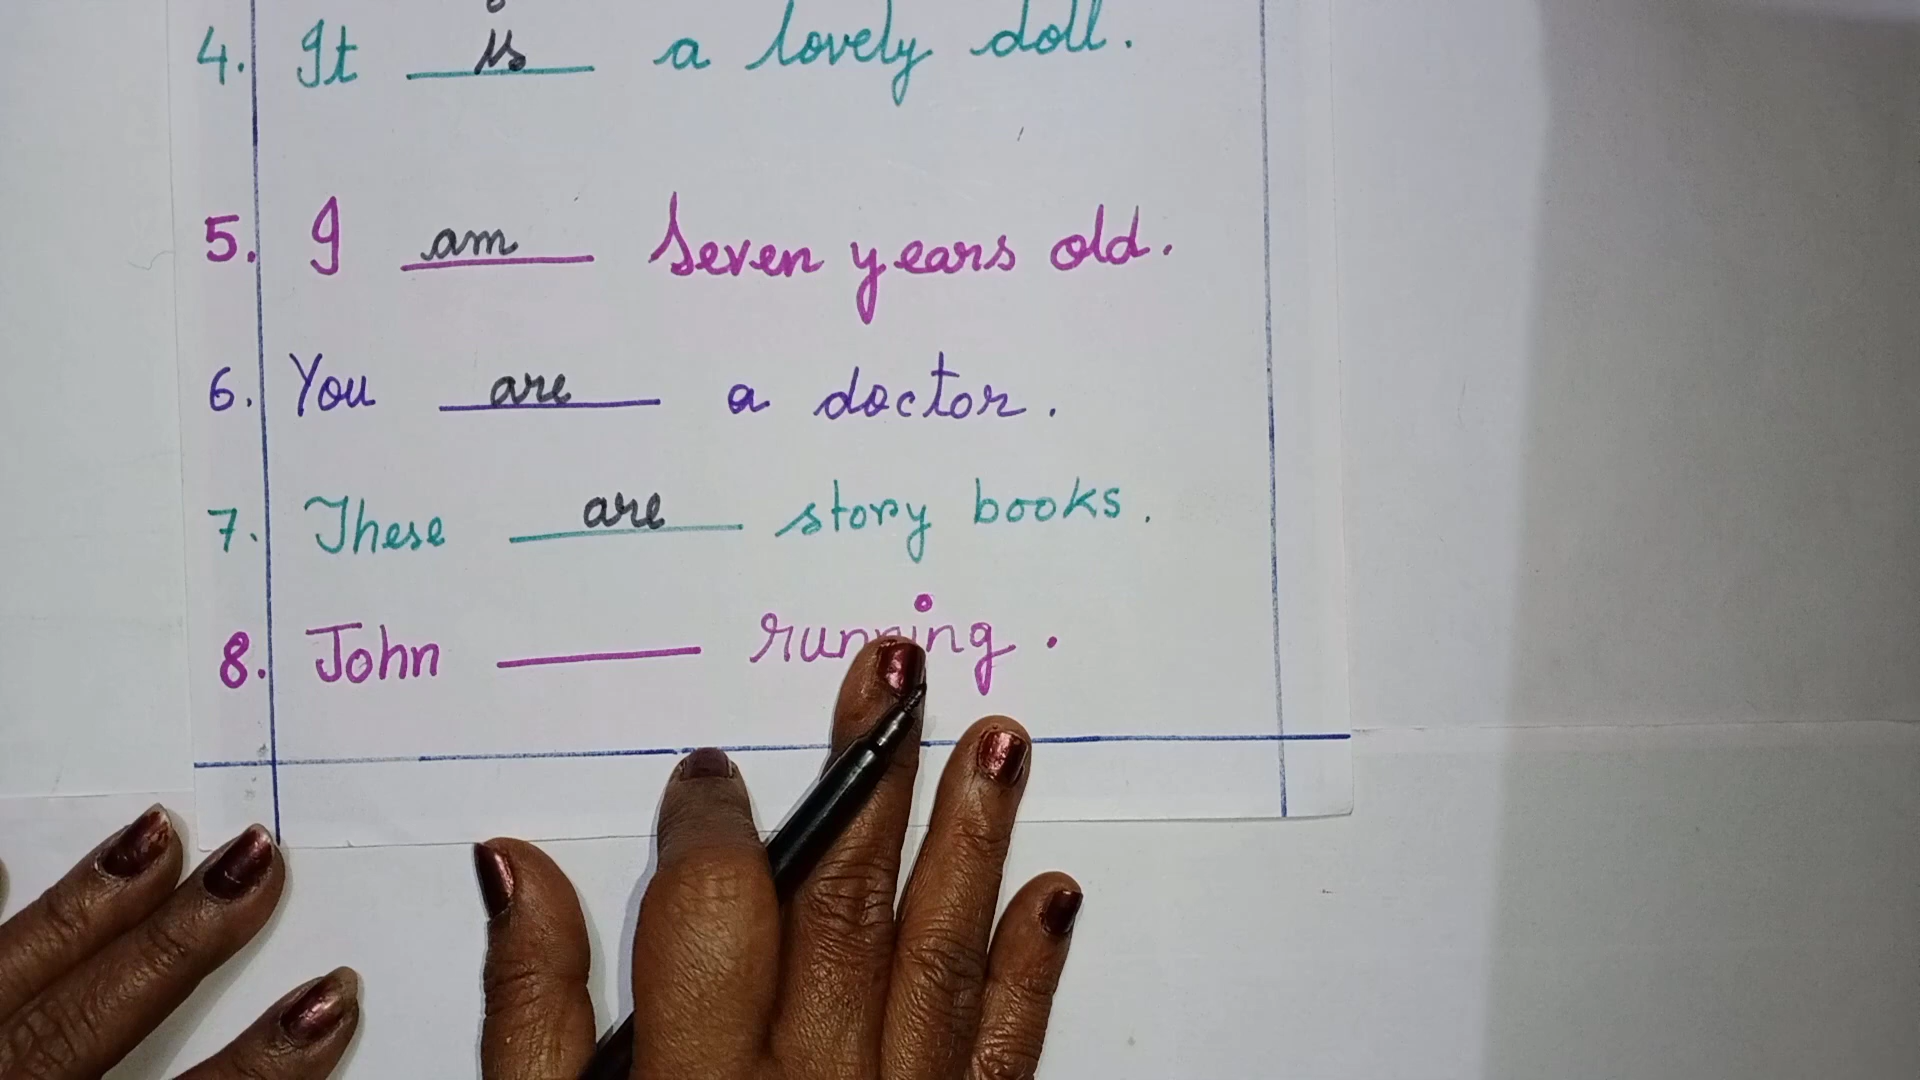 4. It is a lovely doll.
5. I am seven years old.
6. You are a doctor.
7. These are story books.
8. John ______ running.